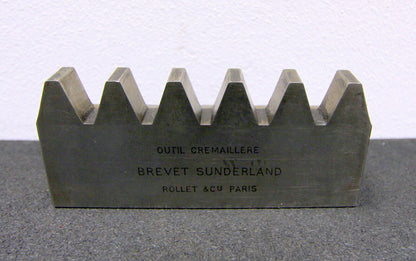 OUTIL CREMAILLERE
BREVET SUNDERLAND
ROLLET & CIE PARIS